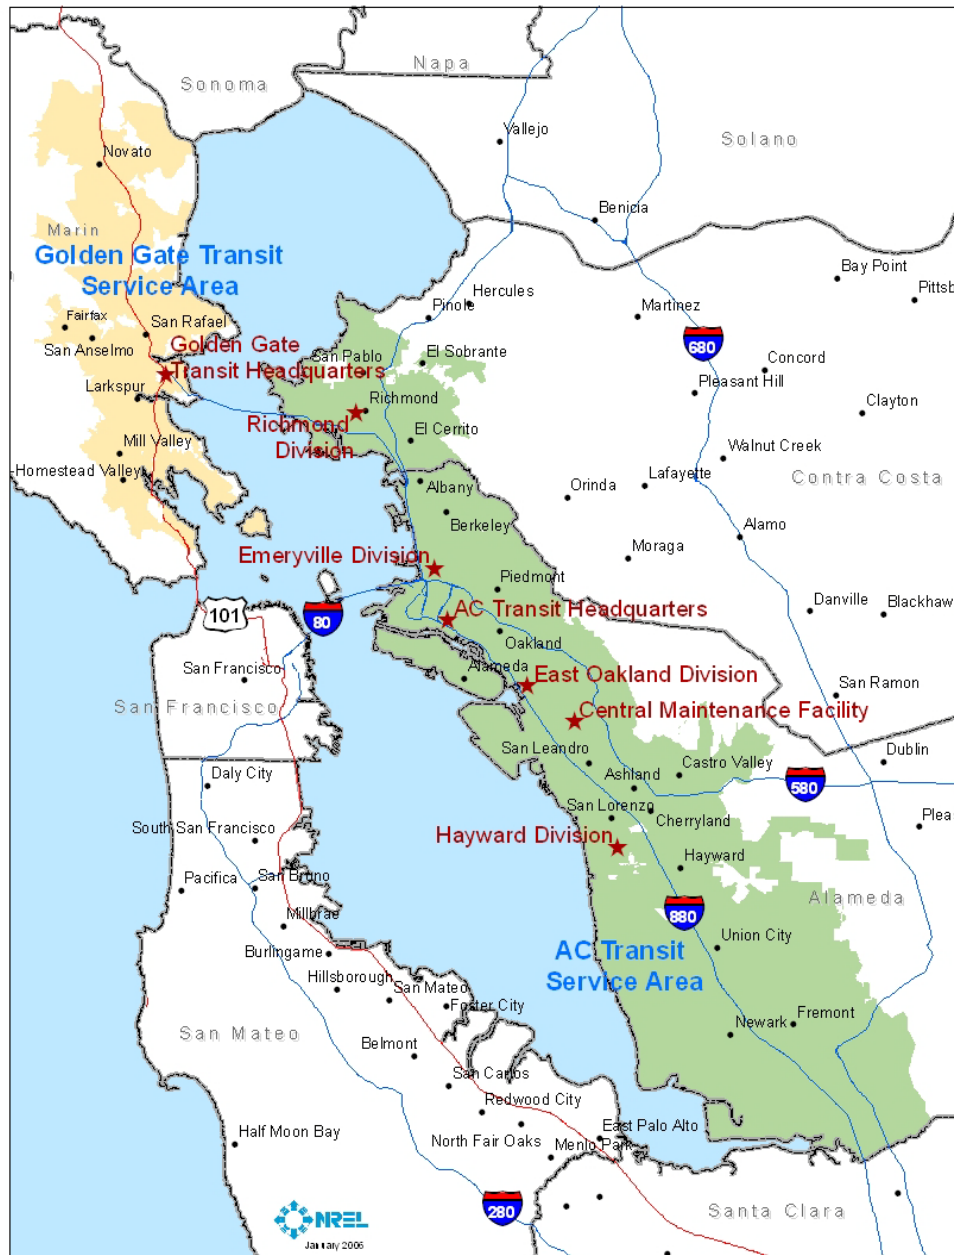 Napa
Sonoma
Vallejo
Solano
Novato
Benicia
Marin
Golden Gate Transit
Service Area
Bay Point
Hercules
Pinole
Martinez
Fairfax
San Rafael
San Anselmo
Golden Gate
Transit Headquarters
San Pablo
El Sobrante
680
Concord
Pleasant Hill
Larkspur
Richmond
Clayton
Richmond
Division
El Cerrito
Mill Valley
Walnut Creek
Homestead Valley
Albany
Lafayette
Orinda
Contra Costa
Berkeley
Alamo
Emeryville Division
Moraga
Piedmont
101
80
AC Transit Headquarters
Danville
Blackhaw
Oakland
San Francisco
Alameda
East Oakland Division
San Ramon
San Francisco
Central Maintenance Facility
San Leandro
Dublin
Daly City
Ashland
Castro Valley
580
San Lorenzo
Cherryland
South San Francisco
Hayward Division
Pleas
Hayward
Pacifica
San Bruno
Alameda
880
Millbrae
Union City
Burlingame
AC Transit
Service Area
Hillsborough
San Mateo
Foster City
San Mateo
Newark
Fremont
Belmont
San Carlos
Redwood City
Half Moon Bay
North Fair Oaks
East Palo Alto
Menlo Park
280
Santa Clara
NREL
January 2006